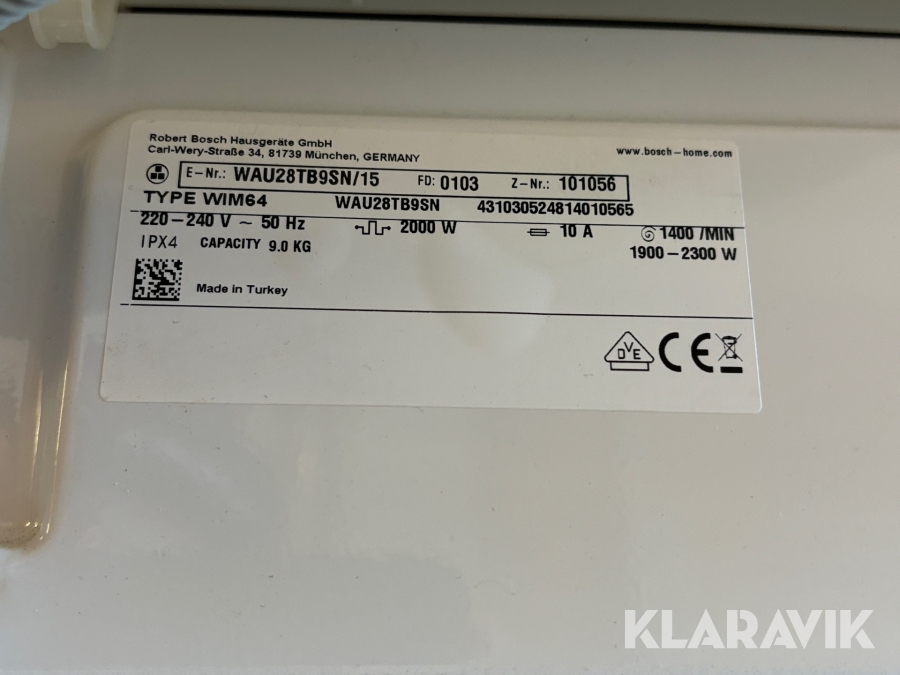 Robert Bosch Hausgeräte GmbH
Carl-Wery-Straße 34, 81739 München, GERMANY
www.bosch-home.com
E-Nr.: WAU28TB9SN/15 FD: 0103 Z-Nr.: 101056
TYPE WIM64 WAU28TB9SN 431030524814010565
220-240 V ~ 50 Hz 2000 W 10 A 1400 /MIN
IPX4 CAPACITY 9.0 KG 1900-2300 W
Made in Turkey
DVE CE
KLARAVIK